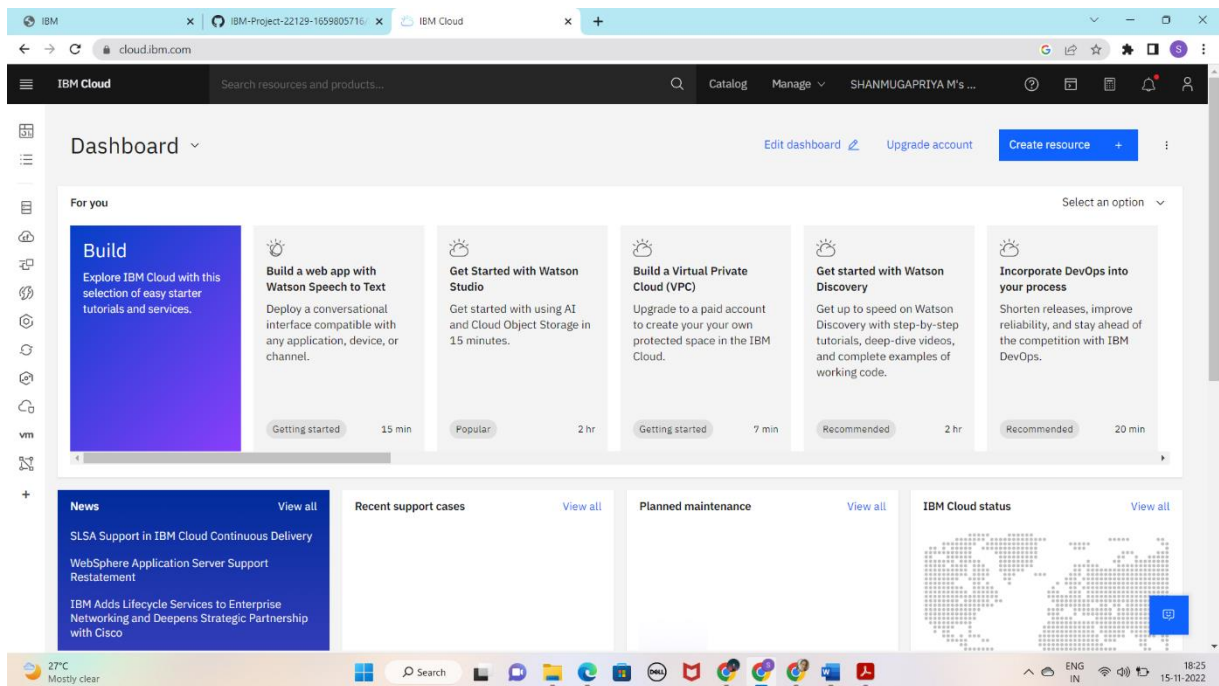 IBM
IBM-Project-22129-1659805716/
IBM Cloud
cloud.ibm.com
G
S
IBM Cloud
Search resources and products...
Catalog
Manage
SHANMUGAPRIYA M's ...
Dashboard
Edit dashboard
Upgrade account
Create resource +
For you
Select an option
Build
Explore IBM Cloud with this
selection of easy starter
tutorials and services.
Build a web app with
Watson Speech to Text
Deploy a conversational
interface compatible with
any application, device, or
channel.
Getting started 15 min
Get Started with Watson
Studio
Get started with using AI
and Cloud Object Storage in
15 minutes.
Popular 2 hr
Build a Virtual Private
Cloud (VPC)
Upgrade to a paid account
to create your your own
protected space in the IBM
Cloud.
Getting started 7 min
Get started with Watson
Discovery
Get up to speed on Watson
Discovery with step-by-step
tutorials, deep-dive videos,
and complete examples of
working code.
Recommended 2 hr
Incorporate DevOps into
your process
Shorten releases, improve
reliability, and stay ahead of
the competition with IBM
DevOps.
Recommended 20 min
vm
News View all
SLSA Support in IBM Cloud Continuous Delivery
WebSphere Application Server Support
Restatement
IBM Adds Lifecycle Services to Enterprise
Networking and Deepens Strategic Partnership
with Cisco
Recent support cases View all
Planned maintenance View all
IBM Cloud status View all
27°C
Mostly clear
Search
DELL
ENG
IN
18:25
15-11-2022